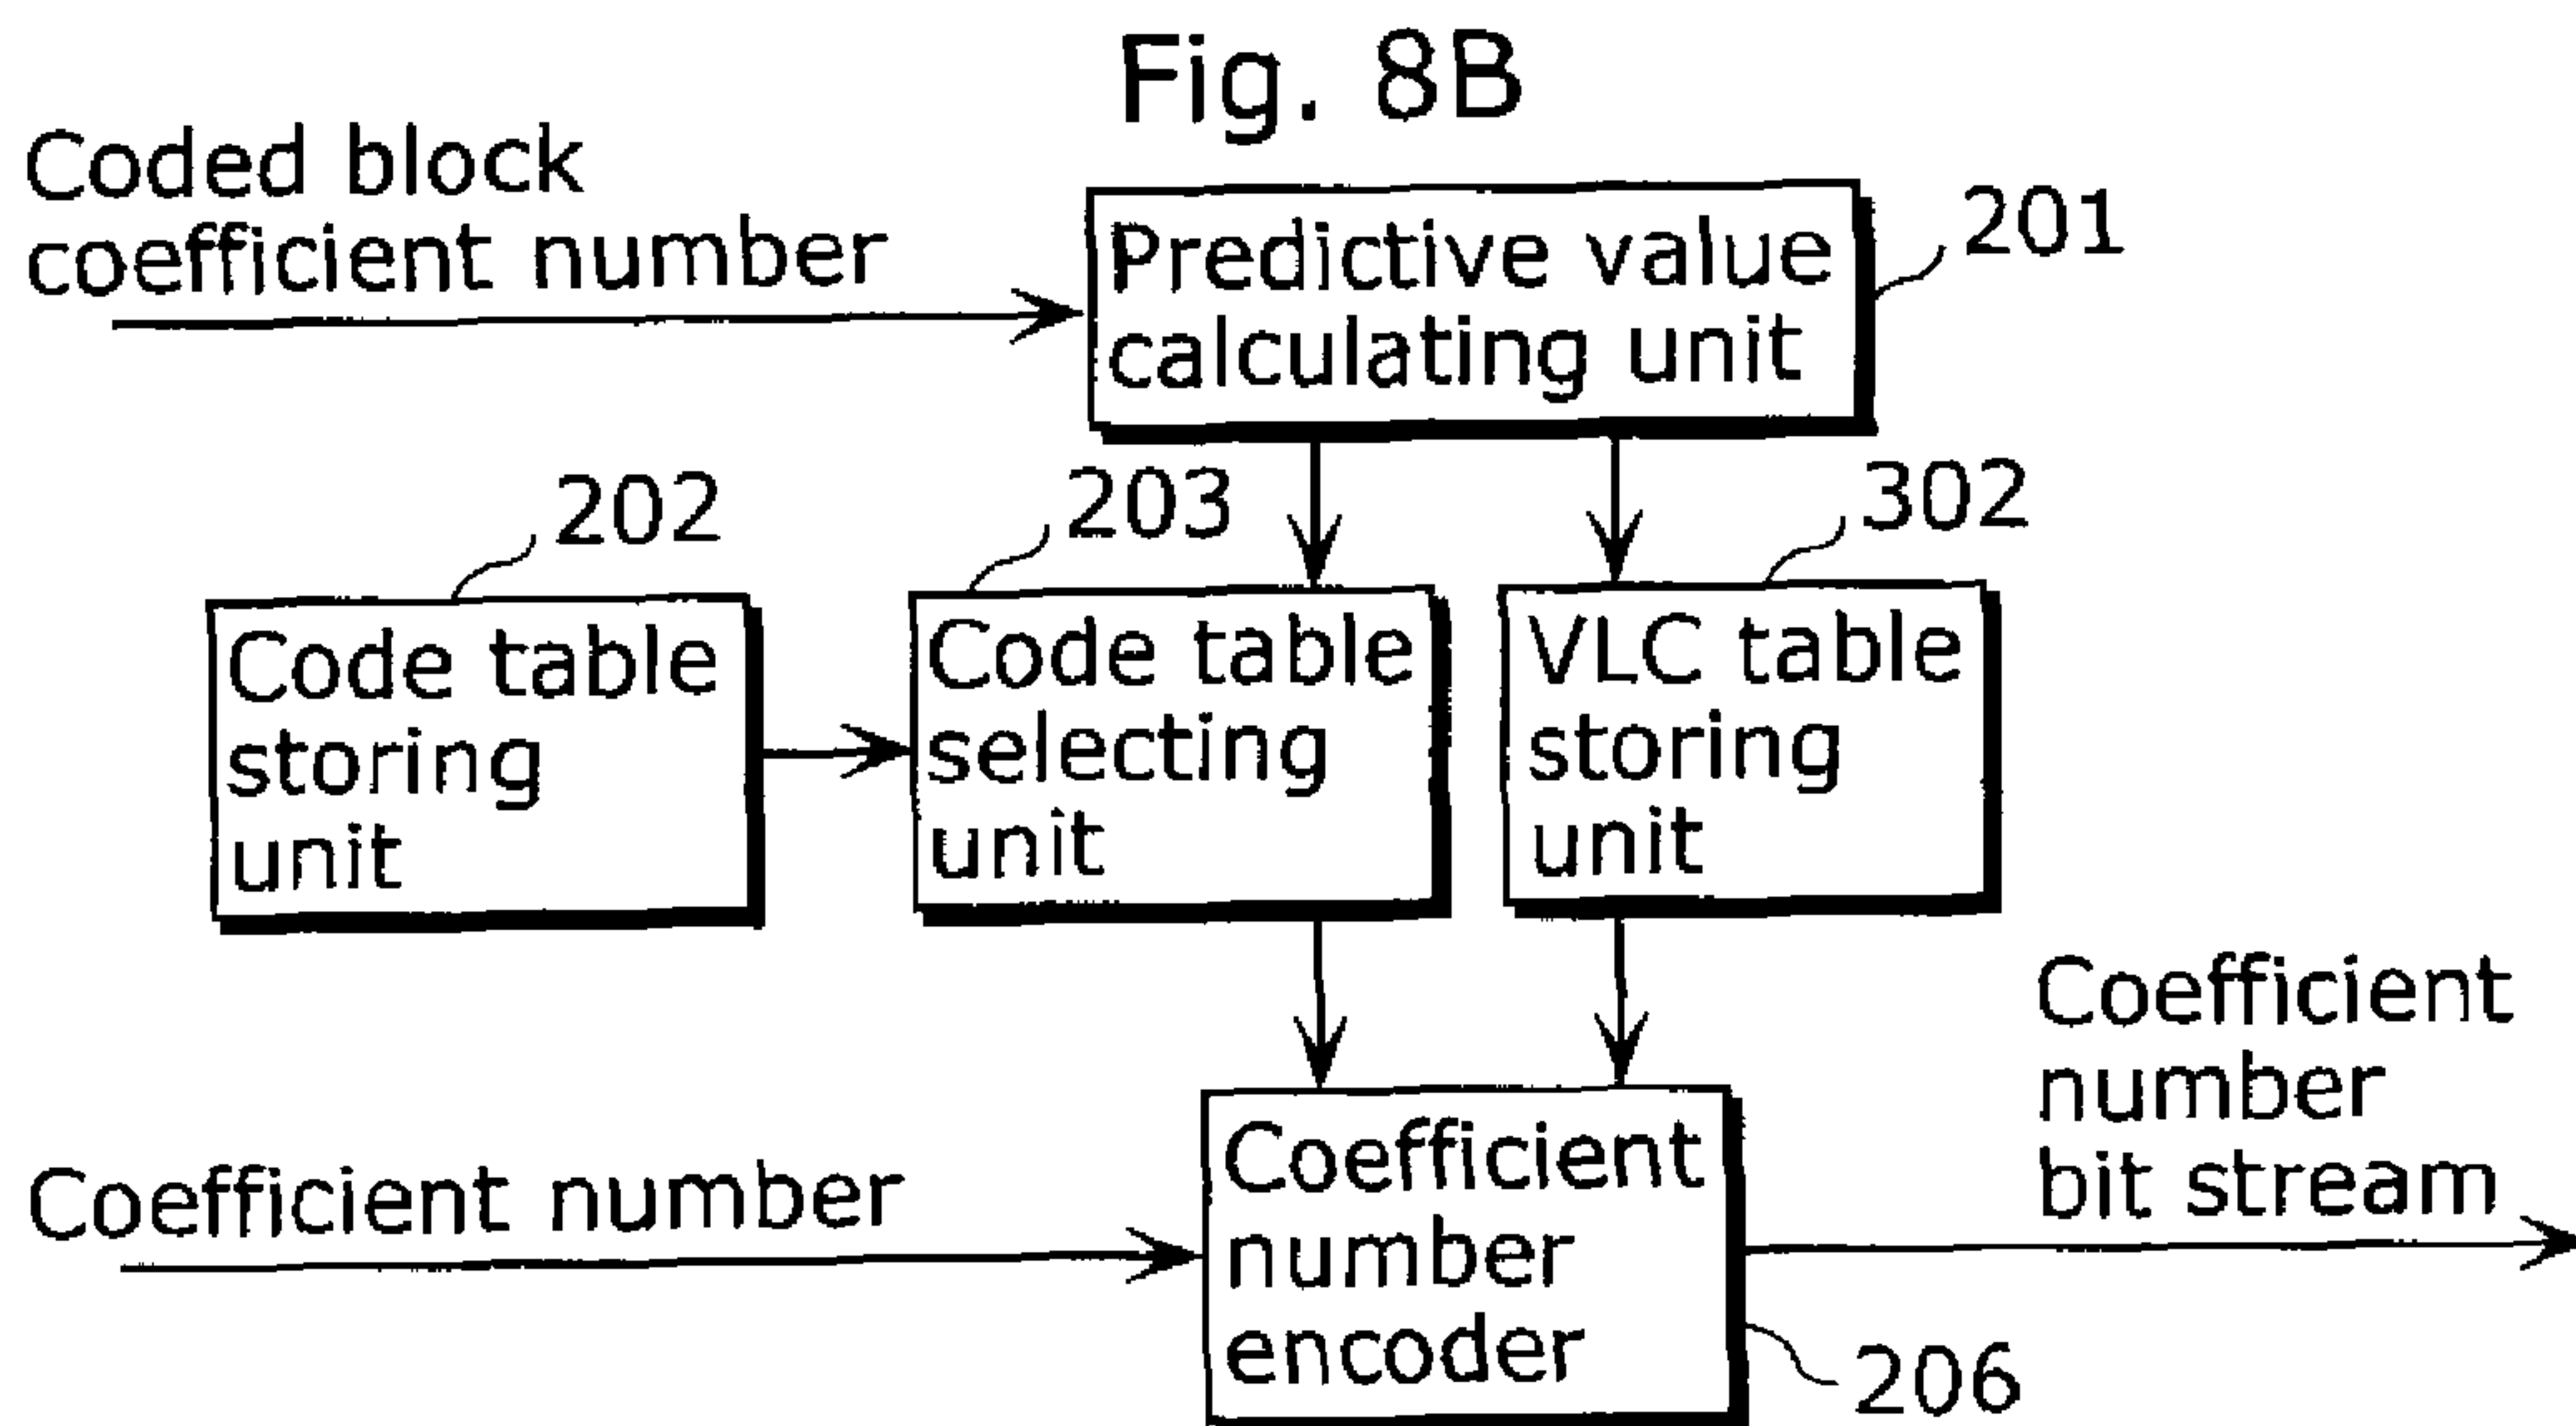 Fig. 8B
Coded block
coefficient number
Predictive value
calculating unit
201
202
203
302
Code table
storing
unit
Code table
selecting
unit
VLC table
storing
unit
Coefficient number
Coefficient
number
encoder
Coefficient
number
bit stream
206